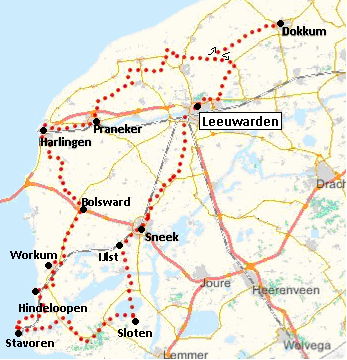 Dokkum
Leeuwarden
Franeker
Harlingen
Bolsward
Sneek
Workum
IJlst
Hindeloopen
Stavoren
Sloten
Joure
Heerenveen
Drach
Lemmer
Wolvega